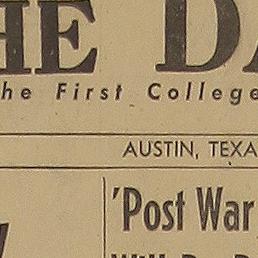 HE DA
he First College
AUSTIN, TEXA
'Post War